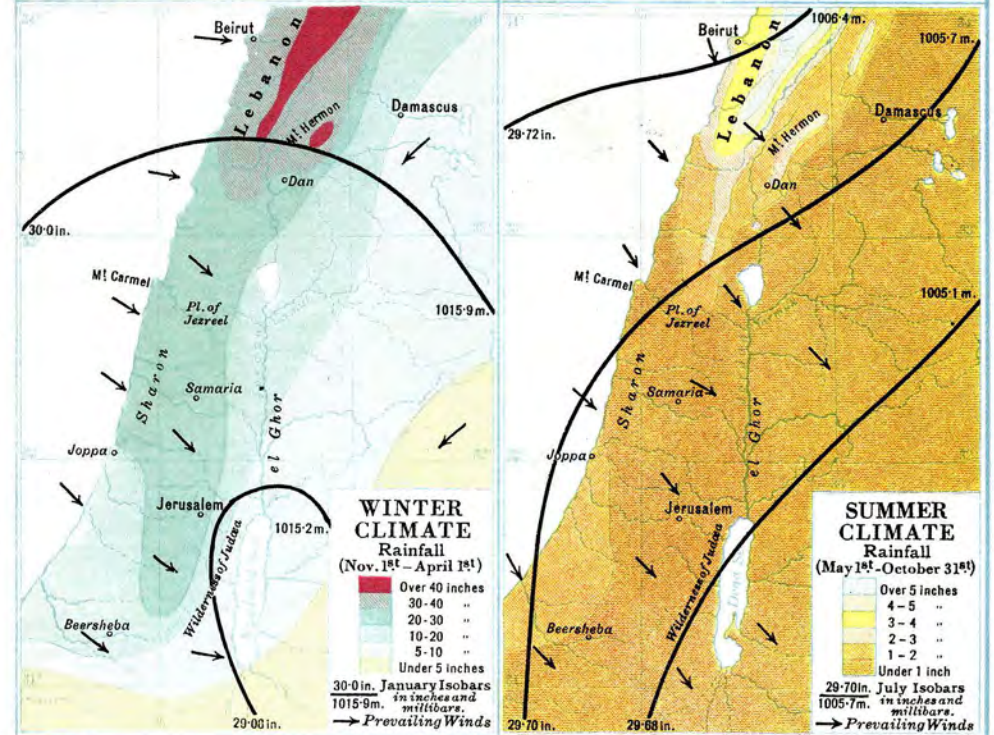 Beirut
Lebanon
Mt. Hermon
Damascus
Dan
30·0 in.
Mt. Carmel
Pl. of
Jezreel
1015·9 m.
Sharon
Samaria
el Ghor
Joppa
Jerusalem
1015·2 m.
Wilderness of Judæa
Beersheba
WINTER
CLIMATE
Rainfall
(Nov. 1st – April 1st)
Over 40 inches
30-40 "
20-30 "
10-20 "
5-10 "
Under 5 inches
30·0 in. January Isobars
1015·9 m. in inches and
millibars.
Prevailing Winds
1006·4 m.
1005·7 m.
Beirut
Lebanon
29·72 in.
Damascus
Mt. Hermon
Dan
Mt. Carmel
1005·1 m.
Pl. of
Jezreel
Sharon
Samaria
el Ghor
Joppa
Jerusalem
Wilderness of Judæa
Dead Sea
Beersheba
29·70 in.
29·68 in.
SUMMER
CLIMATE
Rainfall
(May 1st - October 31st)
Over 5 inches
4 – 5 "
3 – 4 "
2 – 3 "
1 – 2 "
Under 1 inch
29·70 in. July Isobars
1005·7 m. in inches and
millibars.
Prevailing Winds